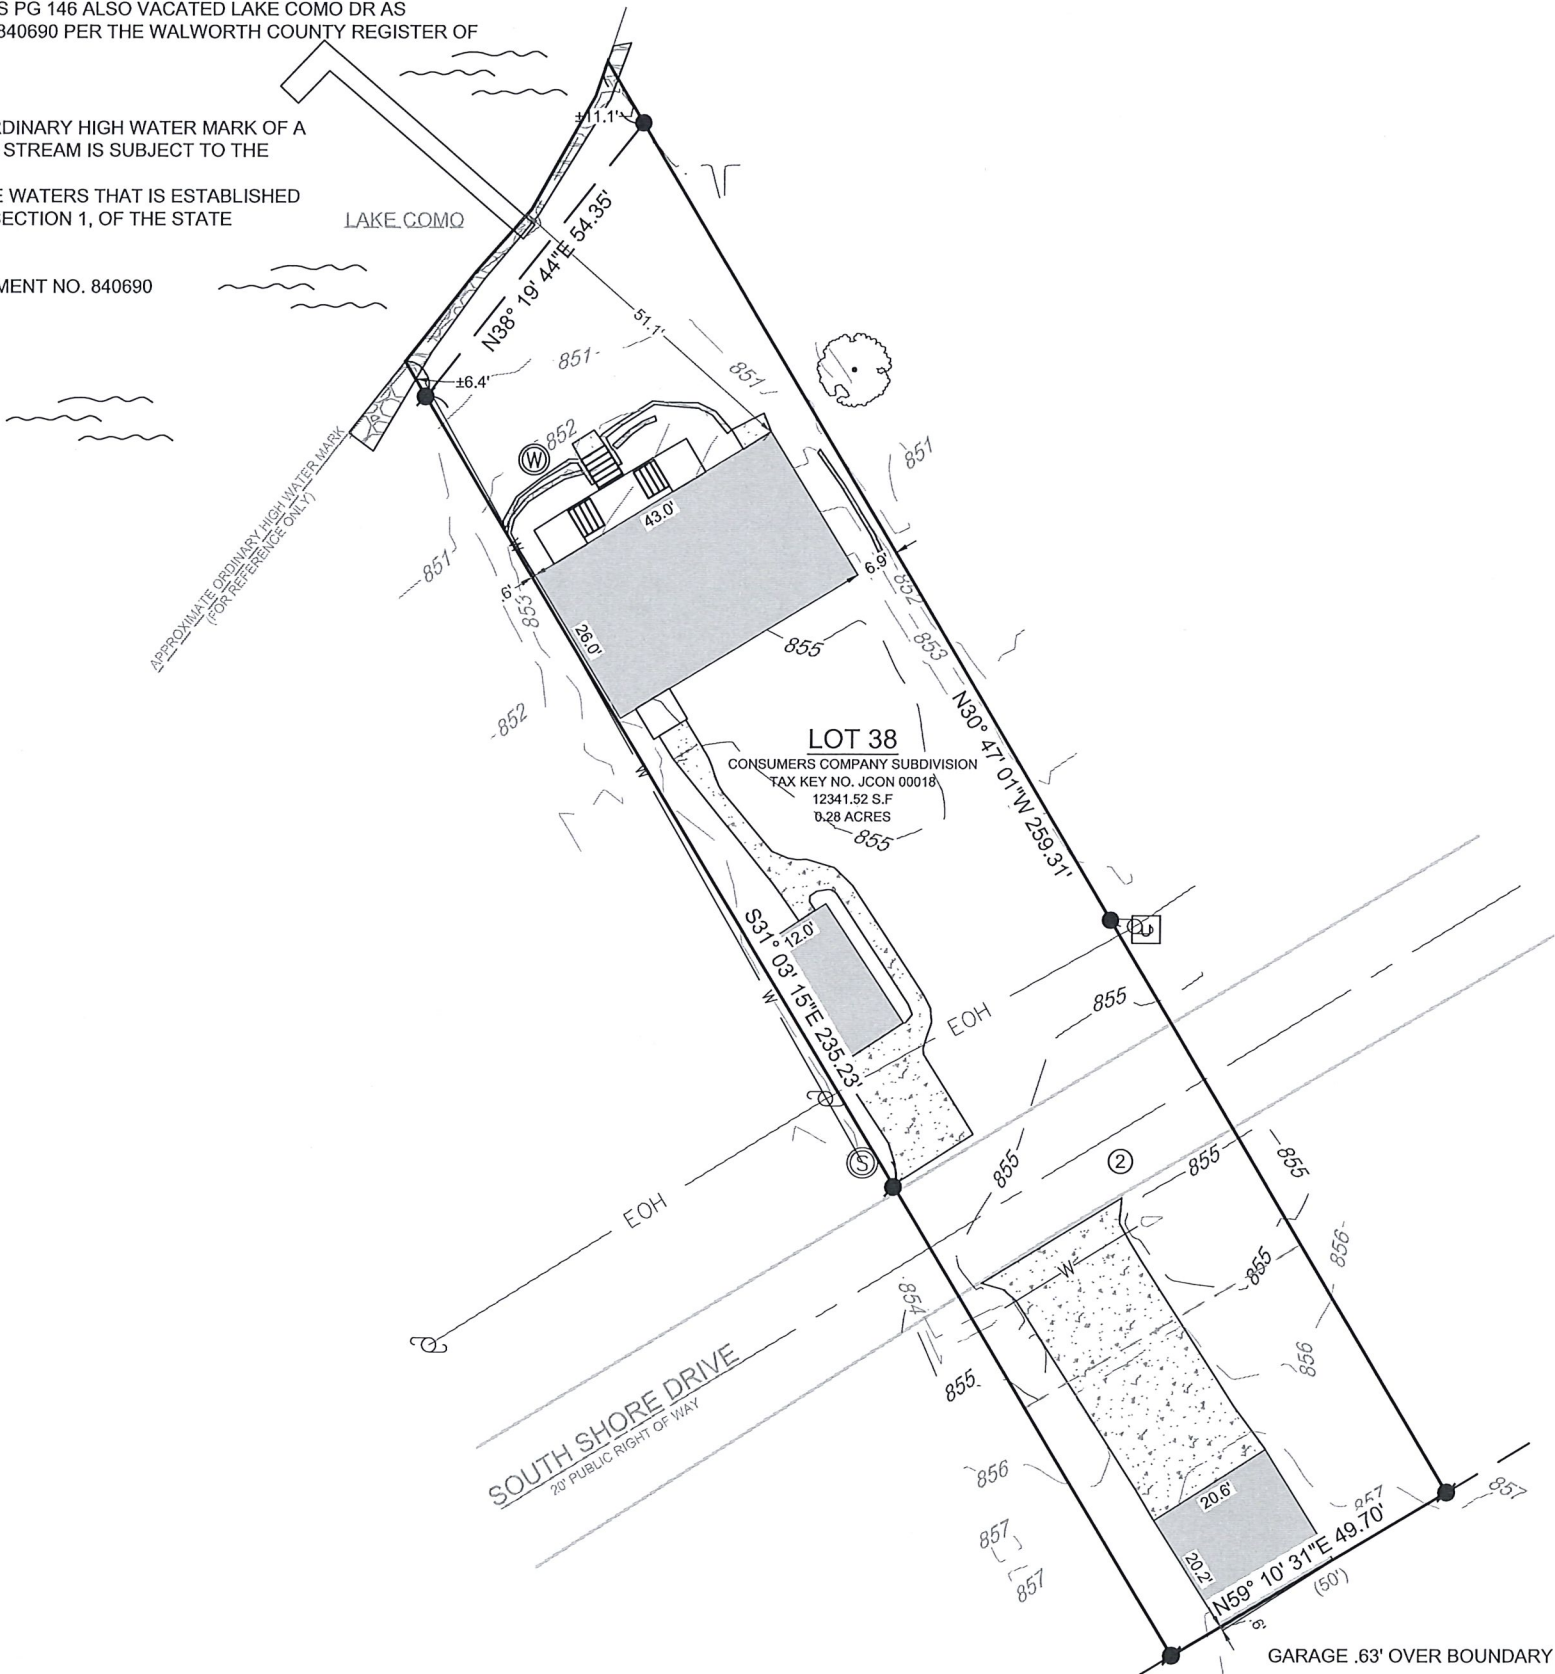 S PG 146 ALSO VACATED LAKE COMO DR AS
840690 PER THE WALWORTH COUNTY REGISTER OF
RDINARY HIGH WATER MARK OF A
STREAM IS SUBJECT TO THE
E WATERS THAT IS ESTABLISHED
SECTION 1, OF THE STATE
MENT NO. 840690
LAKE COMO
±11.1'
N38° 19' 44"E 54.35'
51.1'
±6.4'
851
851
852
W
851
APPROXIMATE ORDINARY HIGH WATER MARK
(FOR REFERENCE ONLY)
43.0'
851
.6'
6.9'
853
852
26.0'
855
853
852
LOT 38
CONSUMERS COMPANY SUBDIVISION
TAX KEY NO. JCON 00018
12341.52 S.F
0.28 ACRES
855
N30° 47' 01"W 259.31'
W
S31° 03' 15"E 235.23'
12.0'
W
EOH
855
S
EOH
855
2
855
855
W
855
856
854
855
856
SOUTH SHORE DRIVE
20' PUBLIC RIGHT OF WAY
856
20.6'
857
857
857
20.2'
N59° 10' 31"E 49.70'
(50')
857
.6'
GARAGE .63' OVER BOUNDARY